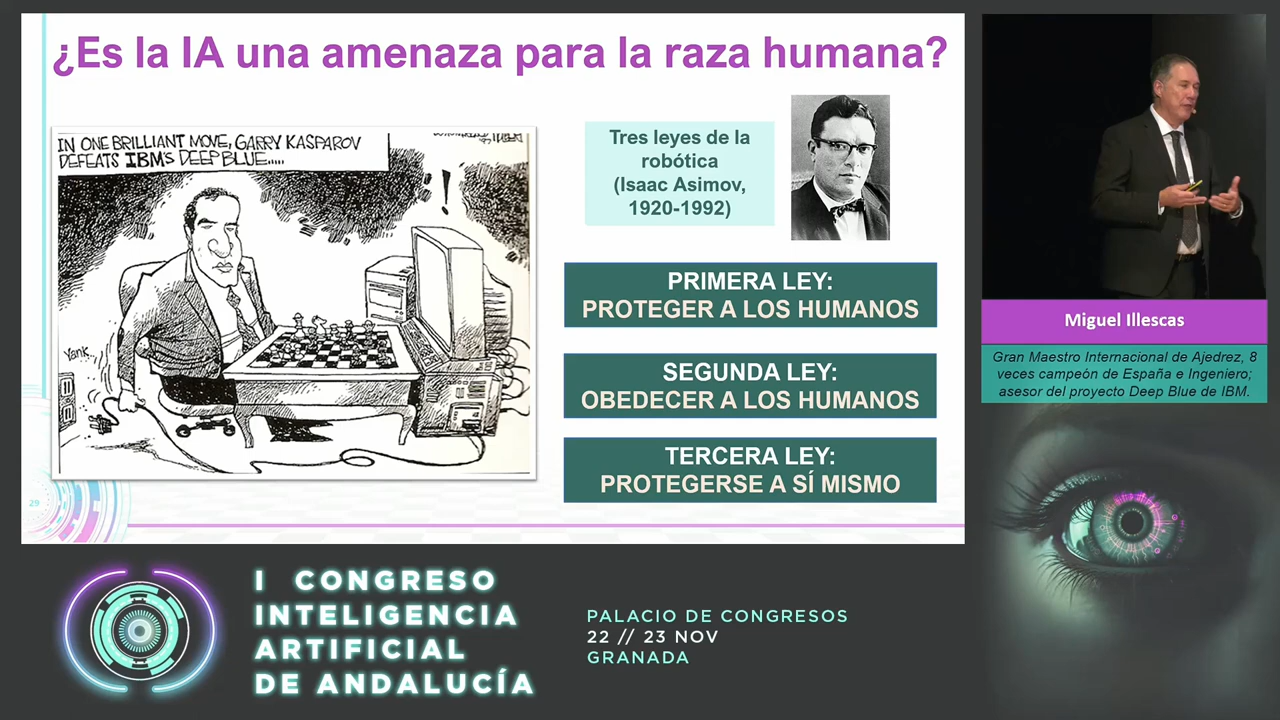 ¿Es la IA una amenaza para la raza humana?
IN ONE BRILLIANT MOVE, GARRY KASPAROV
DEFEATS IBM'S DEEP BLUE.....
!
Yank..
Tres leyes de la
robótica
(Isaac Asimov,
1920-1992)
PRIMERA LEY:
PROTEGER A LOS HUMANOS
SEGUNDA LEY:
OBEDECER A LOS HUMANOS
TERCERA LEY:
PROTEGERSE A SÍ MISMO
29
Miguel Illescas
Gran Maestro Internacional de Ajedrez, 8
veces campeón de España e Ingeniero;
asesor del proyecto Deep Blue de IBM.
I CONGRESO
INTELIGENCIA
ARTIFICIAL
DE ANDALUCÍA
PALACIO DE CONGRESOS
22 // 23 NOV
GRANADA